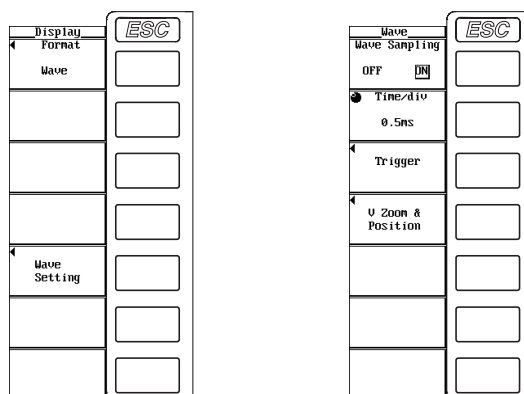 Display
ESC
Format
Wave
Wave
Setting
Wave
ESC
Wave Sampling
OFF ON
Time/div
0.5ms
Trigger
V Zoom &
Position